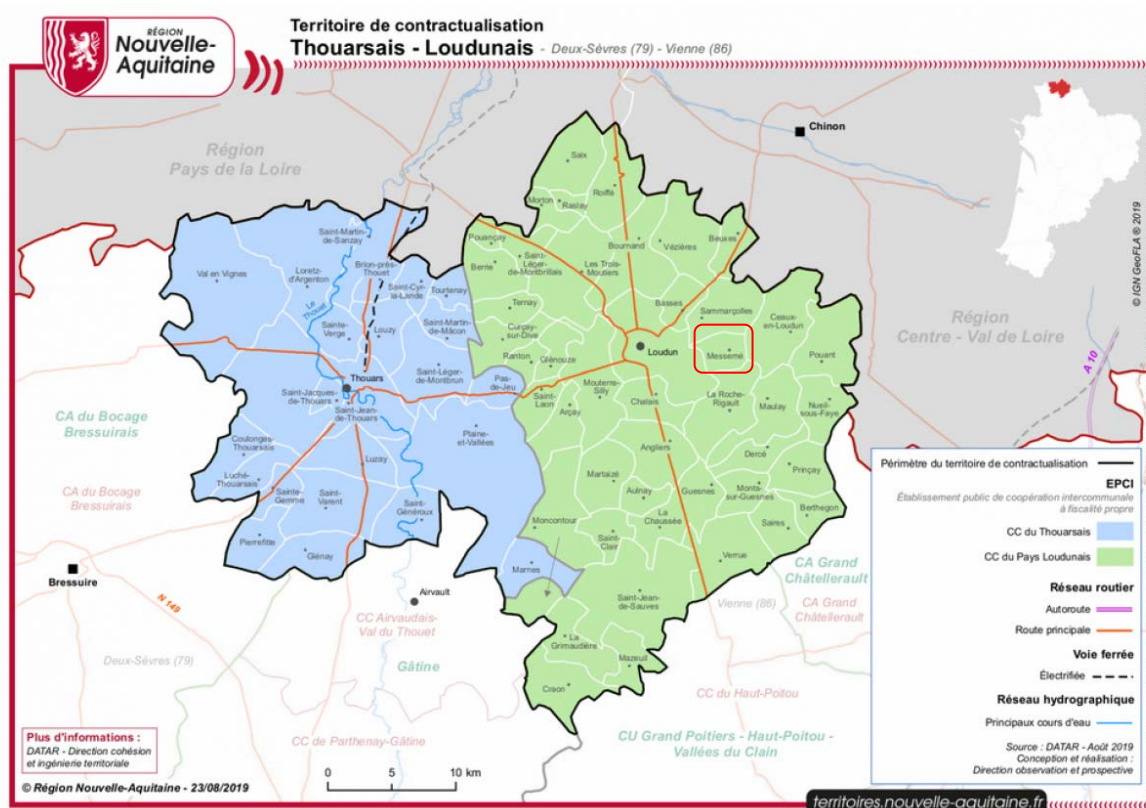 RÉGION
Nouvelle-
Aquitaine
Territoire de contractualisation
Thouarsais - Loudunais - Deux-Sèvres (79) - Vienne (86)
Chinon
Région
Pays de la Loire
© IGN GeoFLA ® 2019
Saix
Morton
Roiffé
Raslay
Saint-Martin-
de-Sanzay
Pouançay
Bournand
Vézières
Beuxes
Val en Vignes
Loretz-
d'Argenton
Brion-près-
Thouet
Berrie
Saint-
Léger-
de-Montbrillais
Les Trois-
Moutiers
Le Thouet
Saint-Cyr-
la-Lande
Tourtenay
Ternay
Basses
Sammarçolles
Ceaux-
en-Loudun
Région
Centre - Val de Loire
Sainte-
Verge
Louzy
Saint-Martin-
de-Mâcon
Curçay-
sur-Dive
Ranton
Glénouze
Loudun
Messemé
Pouant
A 10
Saint-Léger-
de-Montbrun
Thouars
Pas-
de-Jeu
Mouterre-
Silly
Saint-Jacques-
de-Thouars
Saint-Jean-
de-Thouars
Saint-
Laon
Arçay
Chalais
La Roche-
Rigault
Maulay
Nueil-
sous-Faye
CA du Bocage
Bressuirais
Coulonges-
Thouarsais
Plaine-
et-Vallées
Angliers
Dercé
Prinçay
Luzay
Luché-
Thouarsais
Martaizé
CA du Bocage
Bressuirais
Sainte-
Gemme
Saint-
Varent
Saint-
Généroux
Aulnay
Guesnes
Monts-
sur-Guesnes
Berthegon
Moncontour
La
Chaussée
Saires
Pierrefitte
Glénay
Saint-
Clair
Verrue
Marnes
CA Grand
Châtellerault
Bressuire
N 149
Airvault
Saint-Jean-
de-Sauves
Vienne (86)
CA Grand
Châtellerault
CC Airvaudais-
Val du Thouet
La
Grimaudière
Deux-Sèvres (79)
Gâtine
Mazeuil
Craon
CC du Haut-Poitou
CC de Parthenay-Gâtine
CU Grand Poitiers - Haut-Poitou -
Vallées du Clain
Périmètre du territoire de contractualisation
EPCI
Établissement public de coopération intercommunale
à fiscalité propre
CC du Thouarsais
CC du Pays Loudunais
Réseau routier
Autoroute
Route principale
Voie ferrée
Électrifiée
Réseau hydrographique
Principaux cours d'eau
Source : DATAR - Août 2019
Conception et réalisation :
Direction observation et prospective
Plus d'informations :
DATAR - Direction cohésion
et ingénierie territoriale
0 5 10 km
© Région Nouvelle-Aquitaine - 23/08/2019
territoires.nouvelle-aquitaine.fr